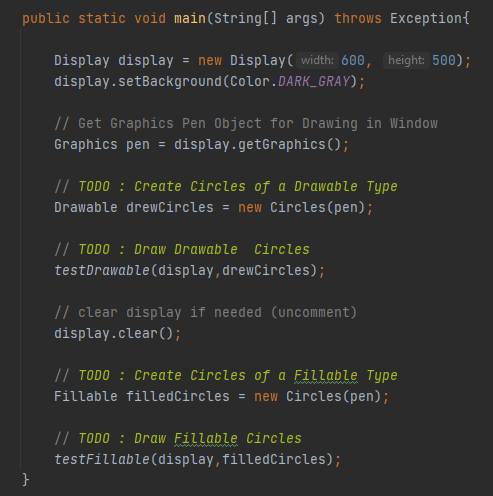 public static void main(String[] args) throws Exception{
Display display = new Display( width: 600, height: 500);
display.setBackground(Color.DARK_GRAY);
// Get Graphics Pen Object for Drawing in Window
Graphics pen = display.getGraphics();
// TODO : Create Circles of a Drawable Type
Drawable drewCircles = new Circles(pen);
// TODO : Draw Drawable  Circles
testDrawable(display,drewCircles);
// clear display if needed (uncomment)
display.clear();
// TODO : Create Circles of a Fillable Type
Fillable filledCircles = new Circles(pen);
// TODO : Draw Fillable Circles
testFillable(display,filledCircles);
}